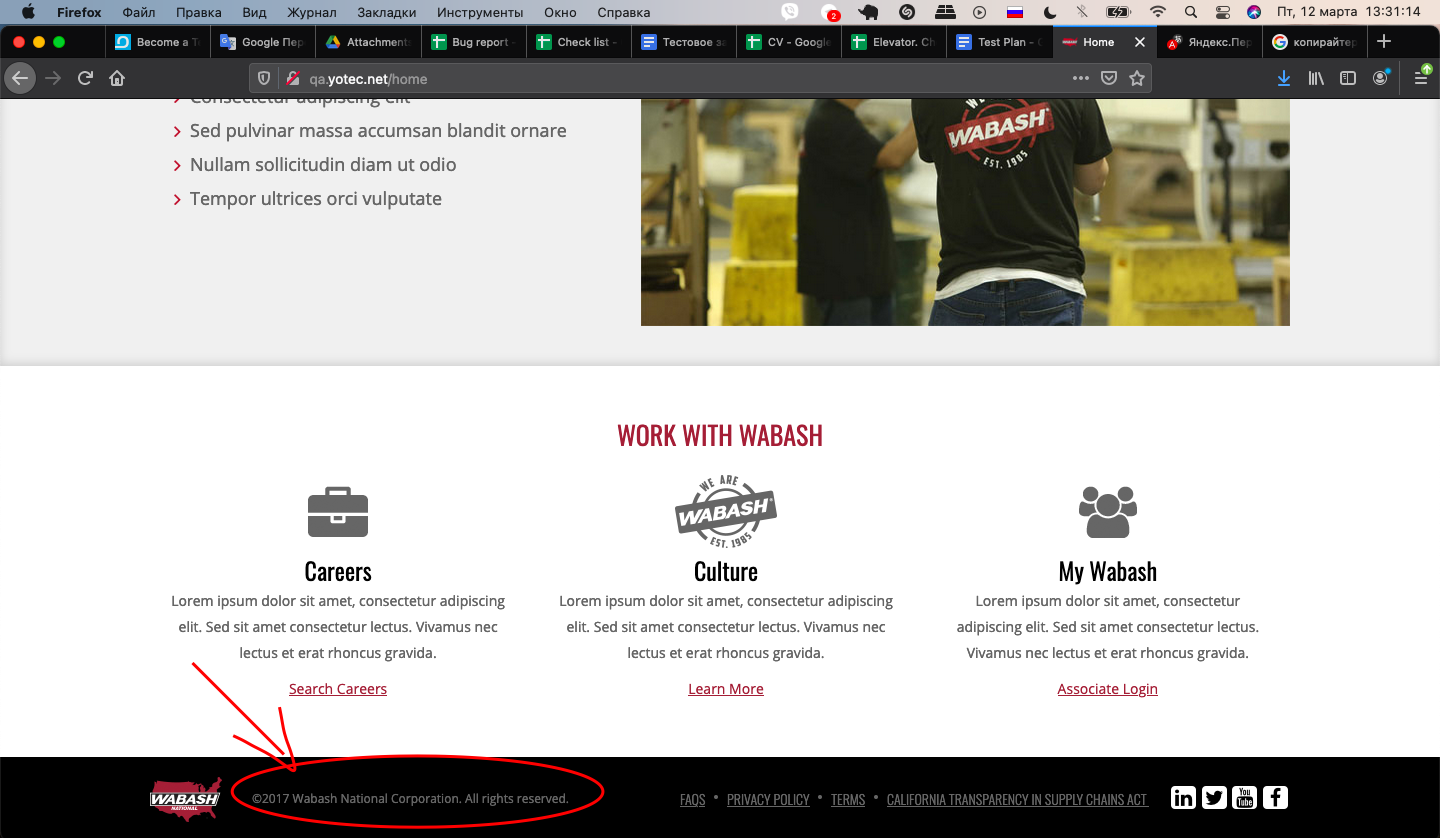 Firefox Файл Правка Вид Журнал Закладки Инструменты Окно Справка 2 Пт, 12 марта 13:31:14
Become a Te Google Пер Attachments Bug report - Check list - Тестовое за CV - Google Elevator. Ch Test Plan - G Home Яндекс.Пер копирайтер
qa.yotec.net/home
Consectetur adipiscing elit
Sed pulvinar massa accumsan blandit ornare
Nullam sollicitudin diam ut odio
Tempor ultrices orci vulputate
WABASH
EST. 1985
WORK WITH WABASH
WE ARE
WABASH®
EST. 1985
Careers
Lorem ipsum dolor sit amet, consectetur adipiscing
elit. Sed sit amet consectetur lectus. Vivamus nec
lectus et erat rhoncus gravida.
Search Careers
Culture
Lorem ipsum dolor sit amet, consectetur adipiscing
elit. Sed sit amet consectetur lectus. Vivamus nec
lectus et erat rhoncus gravida.
Learn More
My Wabash
Lorem ipsum dolor sit amet, consectetur
adipiscing elit. Sed sit amet consectetur lectus.
Vivamus nec lectus et erat rhoncus gravida.
Associate Login
WABASH
NATIONAL
©2017 Wabash National Corporation. All rights reserved.
FAQS • PRIVACY POLICY • TERMS • CALIFORNIA TRANSPARENCY IN SUPPLY CHAINS ACT
in You Tube f